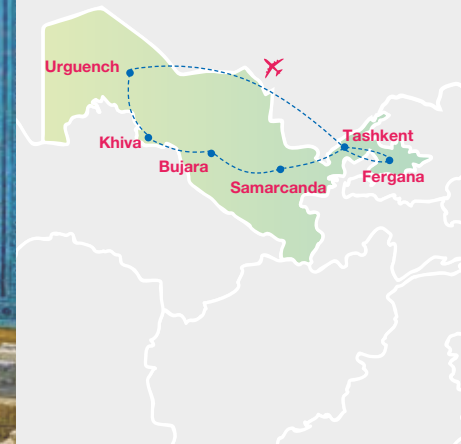 Urguench
Khiva
Bujara
Samarcanda
Tashkent
Fergana